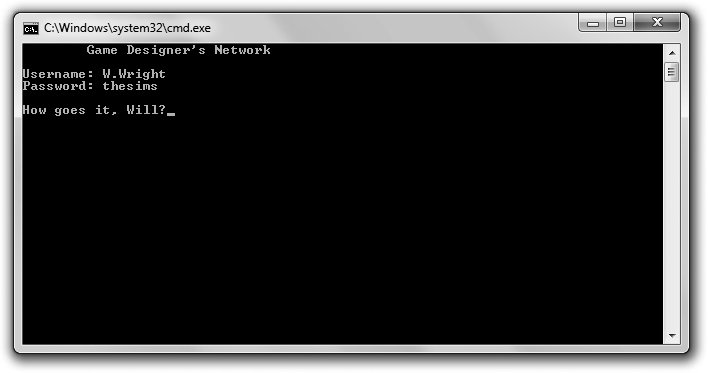 C:\Windows\system32\cmd.exe
Game Designer's Network
Username: W.Wright
Password: thesims
How goes it, Will?_